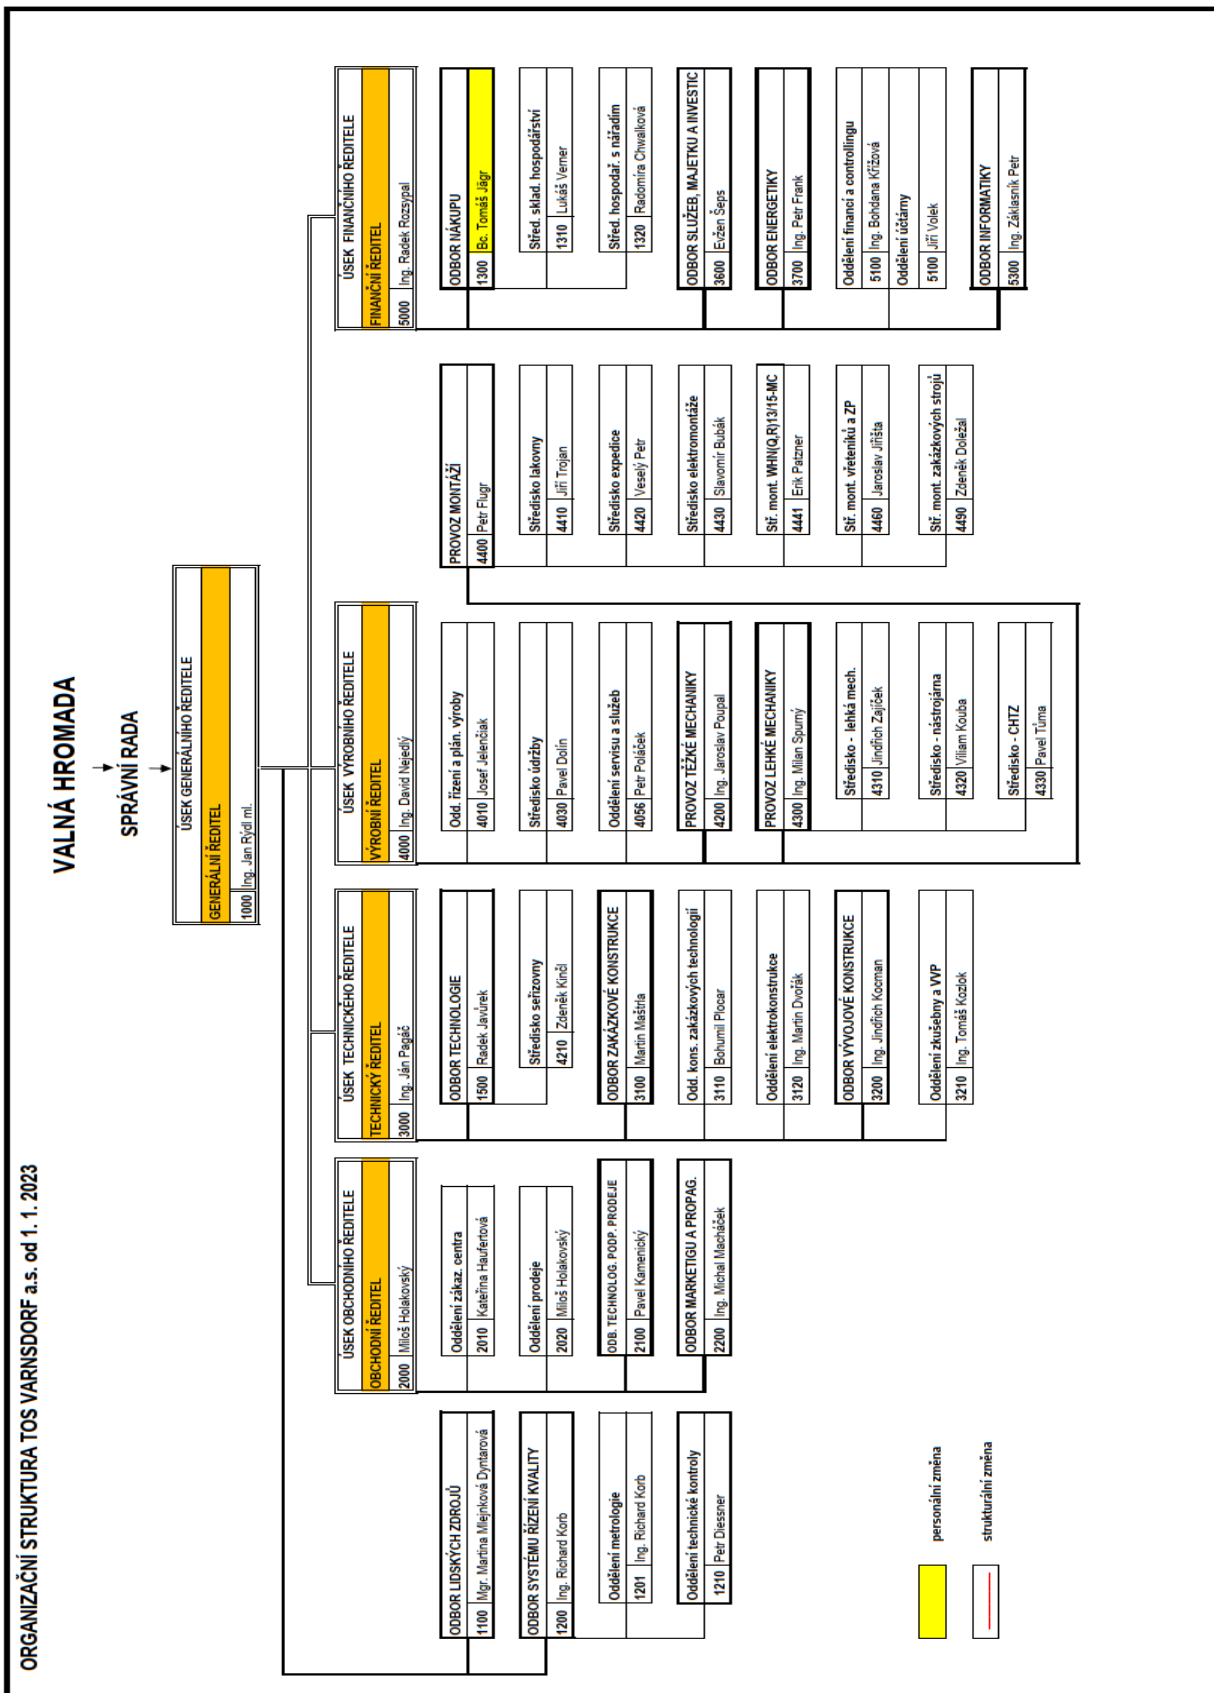 ORGANIZAČNÍ STRUKTURA TOS VARNSDORF a.s. od 1. 1. 2023
VALNÁ HROMADA
SPRÁVNÍ RADA
ÚSEK GENERÁLNÍHO ŘEDITELE
GENERÁLNÍ ŘEDITEL
1000 Ing. Jan Rýdl ml.
ODBOR LIDSKÝCH ZDROJŮ
1100 Mgr. Martina Mlejnková Dyntarová
ODBOR SYSTÉMU ŘÍZENÍ KVALITY
1200 Ing. Richard Korb
Oddělení metrologie
1201 Ing. Richard Korb
Oddělení technické kontroly
1210 Petr Diessner
ÚSEK OBCHODNÍHO ŘEDITELE
OBCHODNÍ ŘEDITEL
2000 Miloš Holakovský
Oddělení zákaz. centra
2010 Kateřina Haufertová
Oddělení prodeje
2020 Miloš Holakovský
ODB. TECHNOLOG. PODP. PRODEJE
2100 Pavel Kamenický
ODBOR MARKETIGU A PROPAG.
2200 Ing. Michal Macháček
ÚSEK TECHNICKÉHO ŘEDITELE
TECHNICKÝ ŘEDITEL
3000 Ing. Ján Pagáč
ODBOR TECHNOLOGIE
1500 Radek Javůrek
Středisko seřizovny
4210 Zdeněk Kinčl
ODBOR ZAKÁZKOVÉ KONSTRUKCE
3100 Martin Maštrla
Odd. kons. zakázkových technologií
3110 Bohumil Plocar
Oddělení elektrokonstrukce
3120 Ing. Martin Dvořák
ODBOR VÝVOJOVÉ KONSTRUKCE
3200 Ing. Jindřich Kocman
Oddělení zkušebny a VVP
3210 Ing. Tomáš Kozlok
ÚSEK VÝROBNÍHO ŘEDITELE
VÝROBNÍ ŘEDITEL
4000 Ing. David Nejedlý
Odd. řízení a plán. výroby
4010 Josef Jelenčiak
Středisko údržby
4030 Pavel Dolín
Oddělení servisu a služeb
4056 Petr Poláček
PROVOZ TĚŽKÉ MECHANIKY
4200 Ing. Jaroslav Poupal
PROVOZ LEHKÉ MECHANIKY
4300 Ing. Milan Spurný
Středisko - lehká mech.
4310 Jindřich Zajíček
Středisko - nástrojárna
4320 Viliam Kouba
Středisko - CHTZ
4330 Pavel Tůma
PROVOZ MONTÁŽÍ
4400 Petr Flugr
Středisko lakovny
4410 Jiří Trojan
Středisko expedice
4420 Veselý Petr
Středisko elektromontáže
4430 Slavomír Bubák
Stř. mont. WHN(Q,R)13/15-MC
4441 Erik Patzner
Stř. mont. vřeteníků a ZP
4460 Jaroslav Jiřišta
Stř. mont. zakázkových strojů
4490 Zdeněk Doležal
ÚSEK FINANČNÍHO ŘEDITELE
FINANČNÍ ŘEDITEL
5000 Ing. Radek Rozsypal
ODBOR NÁKUPU
1300 Bc. Tomáš Jägr
Střed. sklad. hospodářství
1310 Lukáš Verner
Střed. hospodař. s nářadím
1320 Radomíra Chwalková
ODBOR SLUŽEB, MAJETKU A INVESTIC
3600 Evžen Šeps
ODBOR ENERGETIKY
3700 Ing. Petr Frank
Oddělení financí a controllingu
5100 Ing. Bohdana Křížová
Oddělení účtárny
5100 Jiří Volek
ODBOR INFORMATIKY
5300 Ing. Záklasník Petr
personální změna
strukturální změna